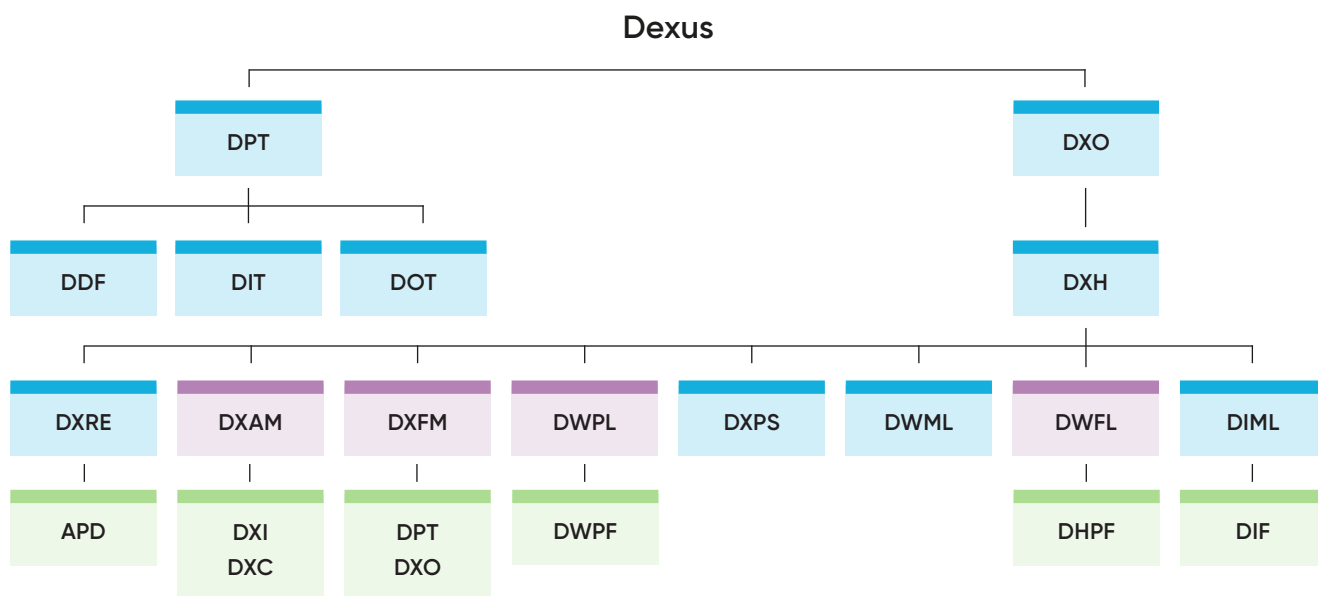 Dexus
DPT
DXO
DDF
DIT
DOT
DXH
DXRE
DXAM
DXFM
DWPL
DXPS
DWML
DWFL
DIML
APD
DXI
DXC
DPT
DXO
DWPF
DHPF
DIF